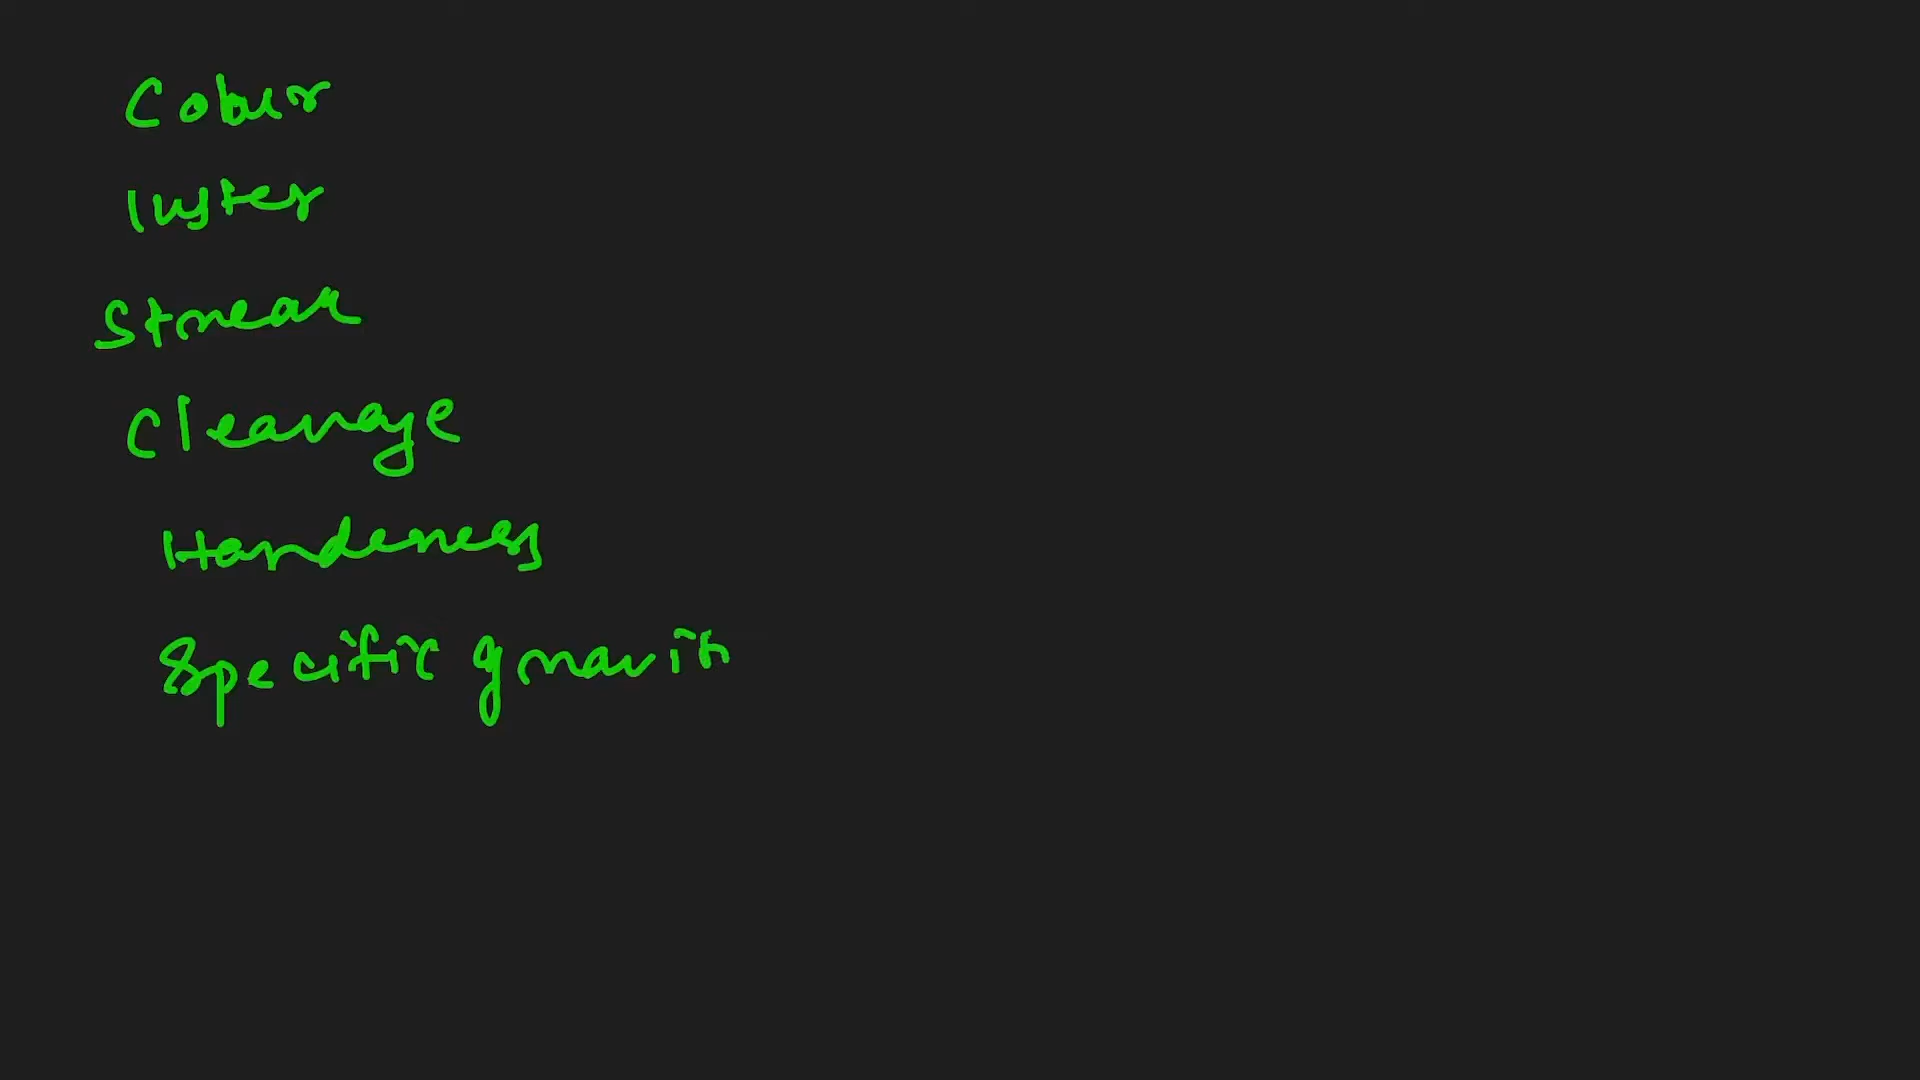 Colour
luster
Streak
Cleavage
Hardeness
Specific gravity